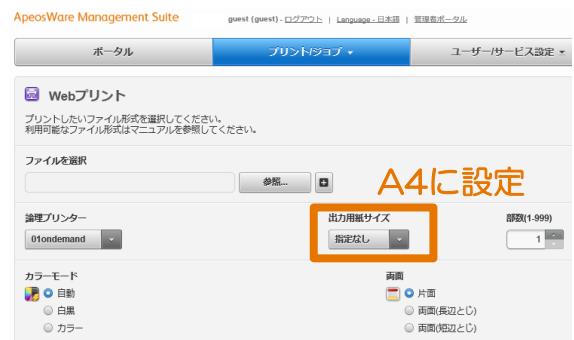 ApeosWare Management Suite
guest (guest) - ログアウト | Language - 日本語 | 管理者ポータル
ポータル プリント/ジョブ ユーザー/サービス設定
Webプリント
プリントしたいファイル形式を選択してください。
利用可能なファイル形式はマニュアルを参照してください。
ファイルを選択
参照...
A4に設定
論理プリンター 出力用紙サイズ 部数(1-999)
01ondemand 指定なし 1
カラーモード 両面
自動 片面
白黒 両面(長辺とじ)
カラー 両面(短辺とじ)